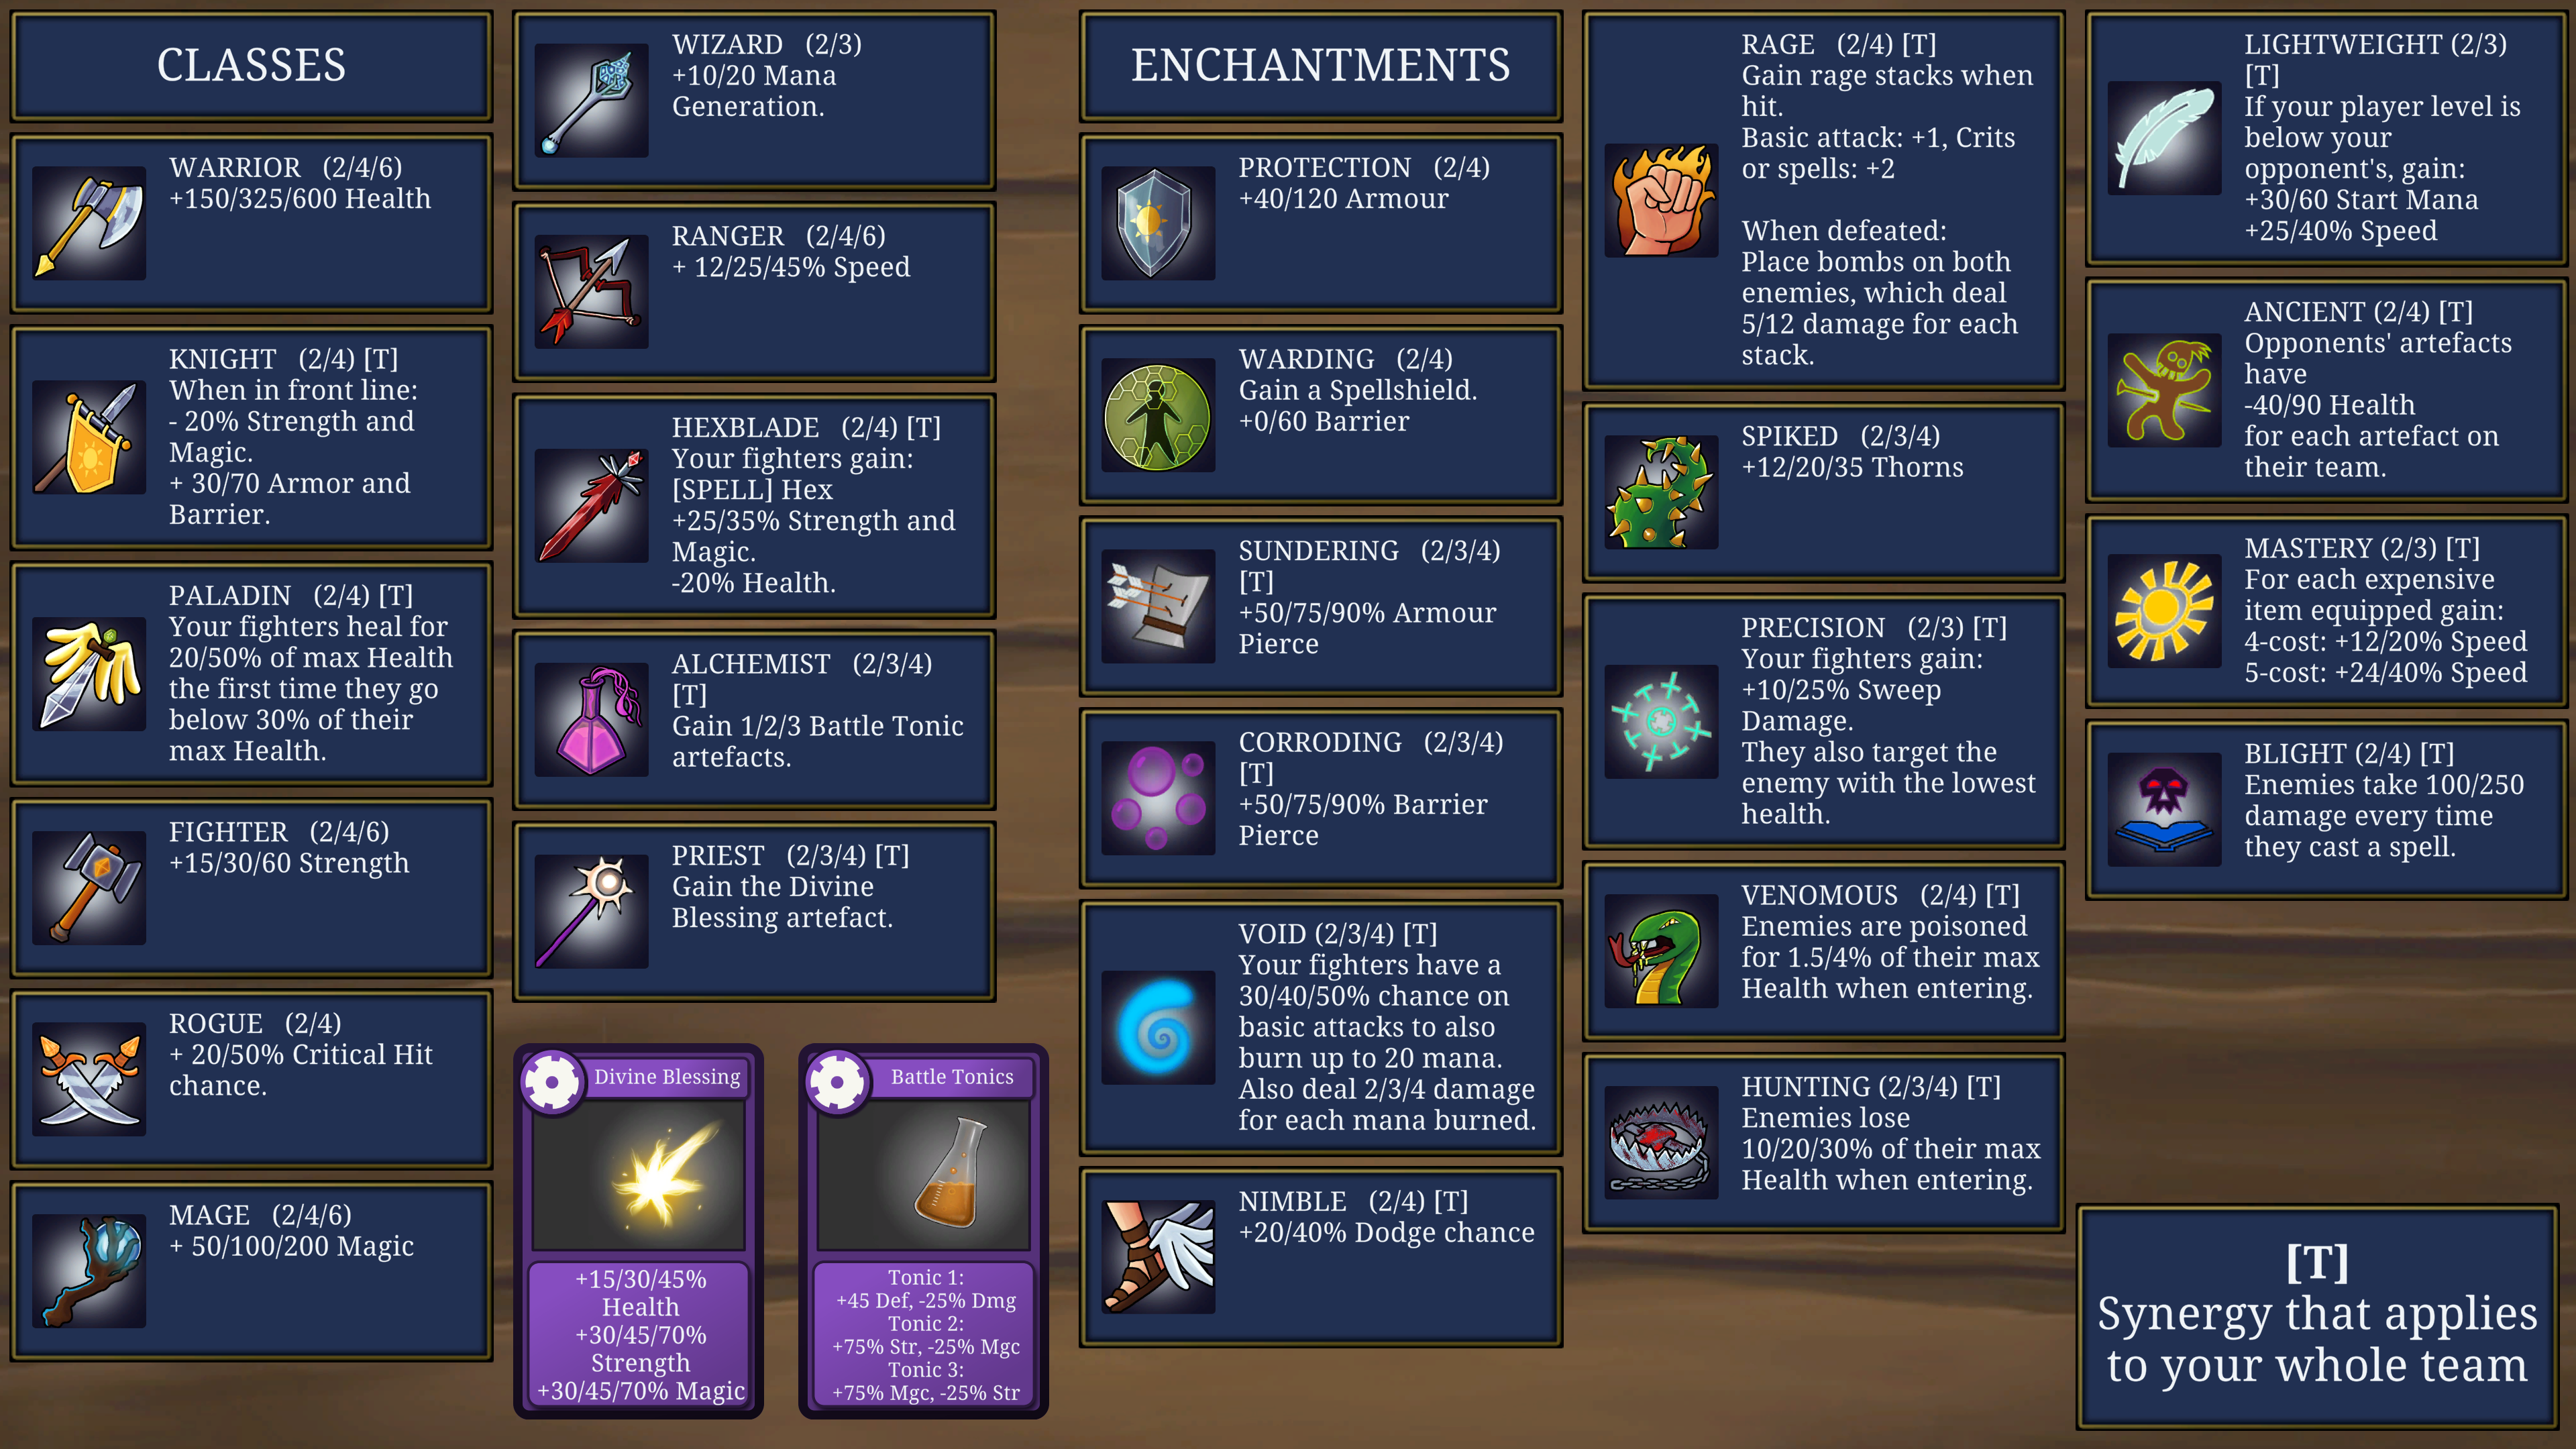 CLASSES
WARRIOR (2/4/6)
+150/325/600 Health
KNIGHT (2/4) [T]
When in front line:
- 20% Strength and
Magic.
+ 30/70 Armor and
Barrier.
PALADIN (2/4) [T]
Your fighters heal for
20/50% of max Health
the first time they go
below 30% of their
max Health.
FIGHTER (2/4/6)
+15/30/60 Strength
ROGUE (2/4)
+ 20/50% Critical Hit
chance.
MAGE (2/4/6)
+ 50/100/200 Magic
WIZARD (2/3)
+10/20 Mana
Generation.
RANGER (2/4/6)
+ 12/25/45% Speed
HEXBLADE (2/4) [T]
Your fighters gain:
[SPELL] Hex
+25/35% Strength and
Magic.
-20% Health.
ALCHEMIST (2/3/4)
[T]
Gain 1/2/3 Battle Tonic
artefacts.
PRIEST (2/3/4) [T]
Gain the Divine
Blessing artefact.
Divine Blessing
+15/30/45%
Health
+30/45/70%
Strength
+30/45/70% Magic
Battle Tonics
Tonic 1:
+45 Def, -25% Dmg
Tonic 2:
+75% Str, -25% Mgc
Tonic 3:
+75% Mgc, -25% Str
ENCHANTMENTS
PROTECTION (2/4)
+40/120 Armour
WARDING (2/4)
Gain a Spellshield.
+0/60 Barrier
SUNDERING (2/3/4)
[T]
+50/75/90% Armour
Pierce
CORRODING (2/3/4)
[T]
+50/75/90% Barrier
Pierce
VOID (2/3/4) [T]
Your fighters have a
30/40/50% chance on
basic attacks to also
burn up to 20 mana.
Also deal 2/3/4 damage
for each mana burned.
NIMBLE (2/4) [T]
+20/40% Dodge chance
RAGE (2/4) [T]
Gain rage stacks when
hit.
Basic attack: +1, Crits
or spells: +2
When defeated:
Place bombs on both
enemies, which deal
5/12 damage for each
stack.
SPIKED (2/3/4)
+12/20/35 Thorns
PRECISION (2/3) [T]
Your fighters gain:
+10/25% Sweep
Damage.
They also target the
enemy with the lowest
health.
VENOMOUS (2/4) [T]
Enemies are poisoned
for 1.5/4% of their max
Health when entering.
HUNTING (2/3/4) [T]
Enemies lose
10/20/30% of their max
Health when entering.
LIGHTWEIGHT (2/3)
[T]
If your player level is
below your
opponent's, gain:
+30/60 Start Mana
+25/40% Speed
ANCIENT (2/4) [T]
Opponents' artefacts
have
-40/90 Health
for each artefact on
their team.
MASTERY (2/3) [T]
For each expensive
item equipped gain:
4-cost: +12/20% Speed
5-cost: +24/40% Speed
BLIGHT (2/4) [T]
Enemies take 100/250
damage every time
they cast a spell.
[T]
Synergy that applies
to your whole team